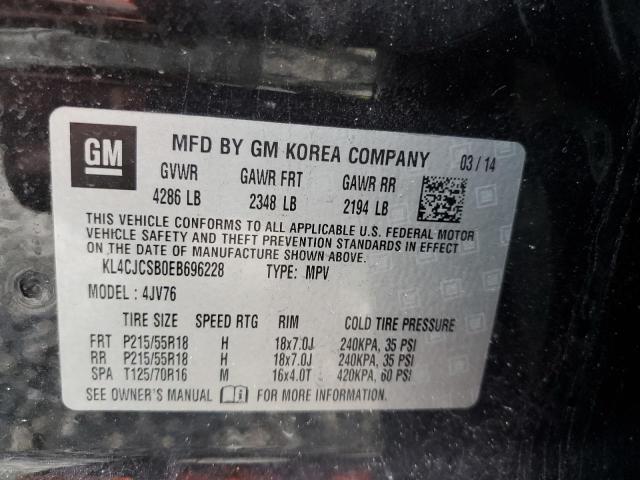 GM MFD BY GM KOREA COMPANY 03/14
GVWR GAWR FRT GAWR RR
4286 LB 2348 LB 2194 LB
THIS VEHICLE CONFORMS TO ALL APPLICABLE U.S. FEDERAL MOTOR
VEHICLE SAFETY AND THEFT PREVENTION STANDARDS IN EFFECT
ON THE DATE OF MANUFACTURE SHOWN ABOVE.
KL4CJCSB0EB696228 TYPE: MPV
MODEL: 4JV76
TIRE SIZE SPEED RTG RIM COLD TIRE PRESSURE
FRT P215/55R18 H 18x7.0J 240KPA, 35 PSI
RR P215/55R18 H 18x7.0J 240KPA, 35 PSI
SPA T125/70R16 M 16x4.0T 420KPA, 60 PSI
SEE OWNER'S MANUAL FOR MORE INFORMATION.